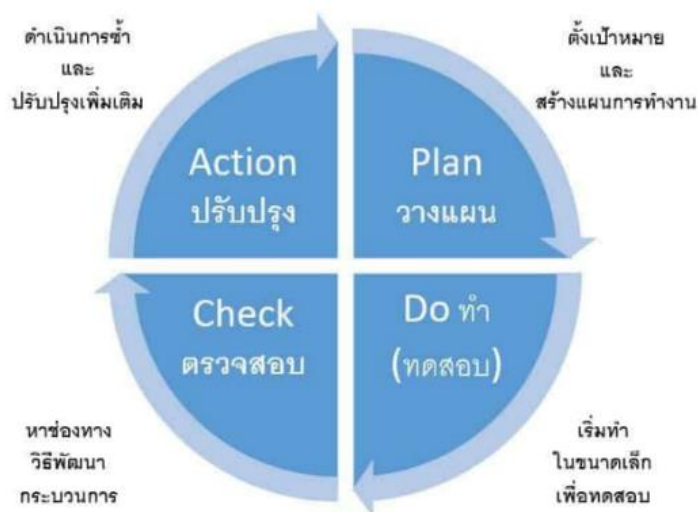 ดำเนินการซ้ำ
และ
ปรับปรุงเพิ่มเติม
ตั้งเป้าหมาย
และ
สร้างแผนการทำงาน
Action
ปรับปรุง
Plan
วางแผน
Check
ตรวจสอบ
Do ทำ
(ทดสอบ)
หาช่องทาง
วิธีพัฒนา
กระบวนการ
เริ่มทำ
ในขนาดเล็ก
เพื่อทดสอบ